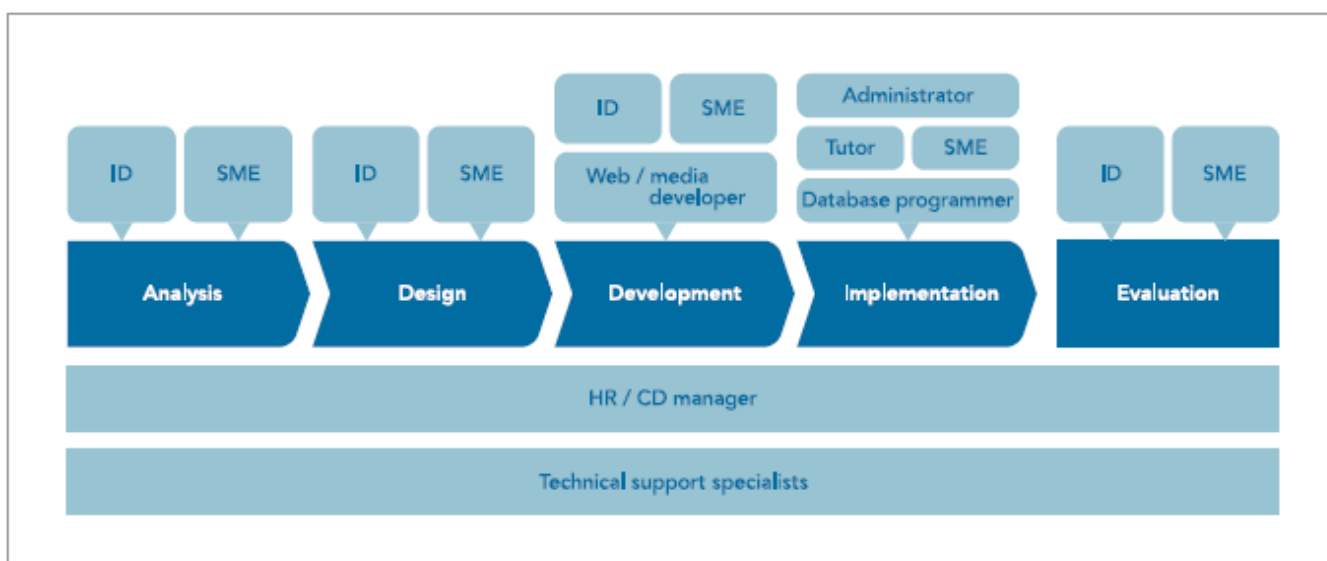 ID
SME
ID
SME
ID
SME
Web / media
developer
Administrator
Tutor
SME
Database programmer
ID
SME
Analysis
Design
Development
Implementation
Evaluation
HR / CD manager
Technical support specialists